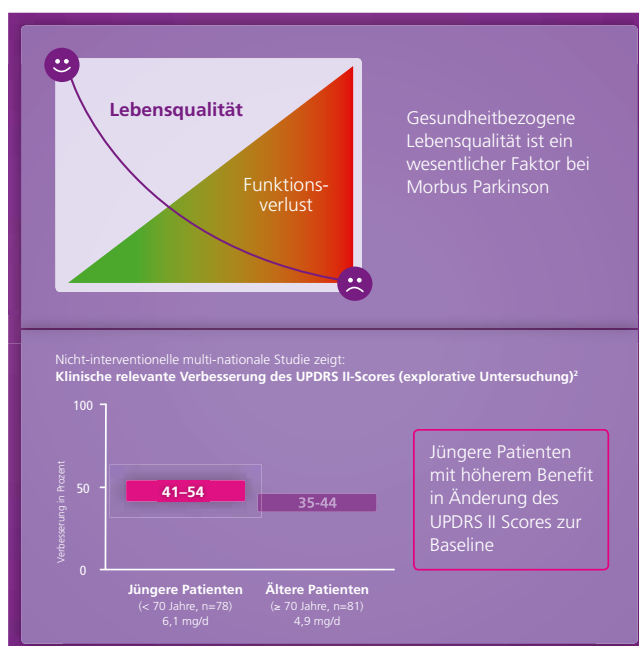 Lebensqualität
Funktions-
verlust
Gesundheitbezogene
Lebensqualität ist ein
wesentlicher Faktor bei
Morbus Parkinson
Nicht-interventionelle multi-nationale Studie zeigt:
Klinische relevante Verbesserung des UPDRS II-Scores (explorative Untersuchung)²
Verbesserung in Prozent
100
50
0
41–54
35-44
Jüngere Patienten
(< 70 Jahre, n=78)
6,1 mg/d
Ältere Patienten
(≥ 70 Jahre, n=81)
4,9 mg/d
Jüngere Patienten
mit höherem Benefit
in Änderung des
UPDRS II Scores zur
Baseline